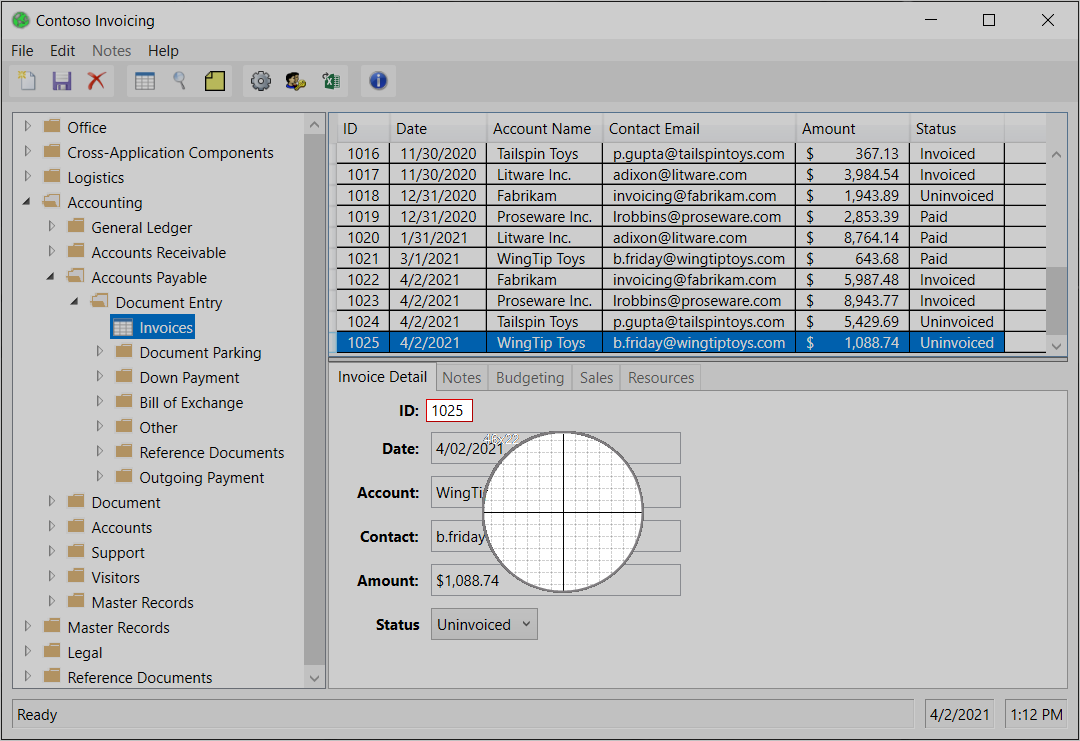 Contoso Invoicing
File Edit Notes Help
Office
Cross-Application Components
Logistics
Accounting
General Ledger
Accounts Receivable
Accounts Payable
Document Entry
Invoices
Document Parking
Down Payment
Bill of Exchange
Other
Reference Documents
Outgoing Payment
Document
Accounts
Support
Visitors
Master Records
Master Records
Legal
Reference Documents
ID Date Account Name Contact Email Amount Status
1016 11/30/2020 Tailspin Toys p.gupta@tailspintoys.com $ 367.13 Invoiced
1017 11/30/2020 Litware Inc. adixon@litware.com $ 3,984.54 Invoiced
1018 12/31/2020 Fabrikam invoicing@fabrikam.com $ 1,943.89 Uninvoiced
1019 12/31/2020 Proseware Inc. lrobbins@proseware.com $ 2,853.39 Paid
1020 1/31/2021 Litware Inc. adixon@litware.com $ 8,764.14 Paid
1021 3/1/2021 WingTip Toys b.friday@wingtiptoys.com $ 643.68 Paid
1022 4/2/2021 Fabrikam invoicing@fabrikam.com $ 5,987.48 Invoiced
1023 4/2/2021 Proseware Inc. lrobbins@proseware.com $ 8,943.77 Invoiced
1024 4/2/2021 Tailspin Toys p.gupta@tailspintoys.com $ 5,429.69 Uninvoiced
1025 4/2/2021 WingTip Toys b.friday@wingtiptoys.com $ 1,088.74 Uninvoiced
Invoice Detail Notes Budgeting Sales Resources
ID: 1025
Date: 4/02/2021
Account: WingTi
Contact: b.friday
Amount: $1,088.74
Status Uninvoiced
Ready 4/2/2021 1:12 PM